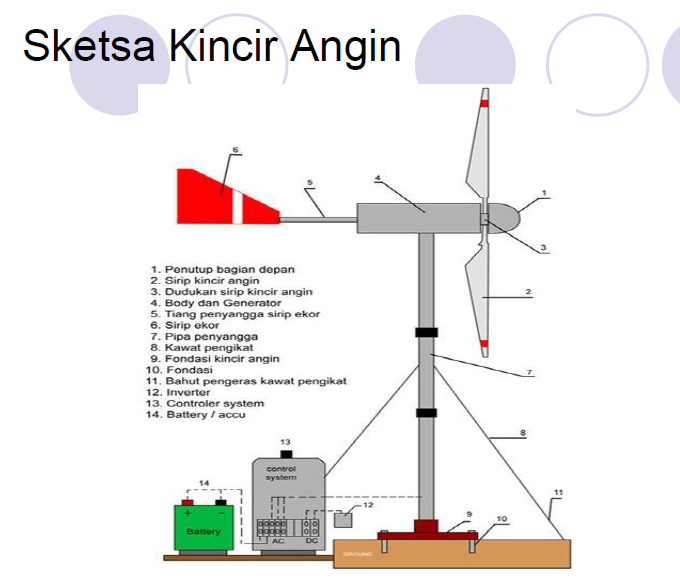 Sketsa Kincir Angin
6
5
4
1
3
2
1. Penutup bagian depan
2. Sirip kincir angin
3. Dudukan sirip kincir angin
4. Body dan Generator
5. Tiang penyangga sirip ekor
6. Sirip ekor
7. Pipa penyangga
8. Kawat pengikat
9. Fondasi kincir angin
10. Fondasi
11. Bahut pengeras kawat pengikat
12. Inverter
13. Controler system
14. Battery / accu
7
8
13
control
system
14
11
12
9
10
+ −
Battery
AC DC
GROUND